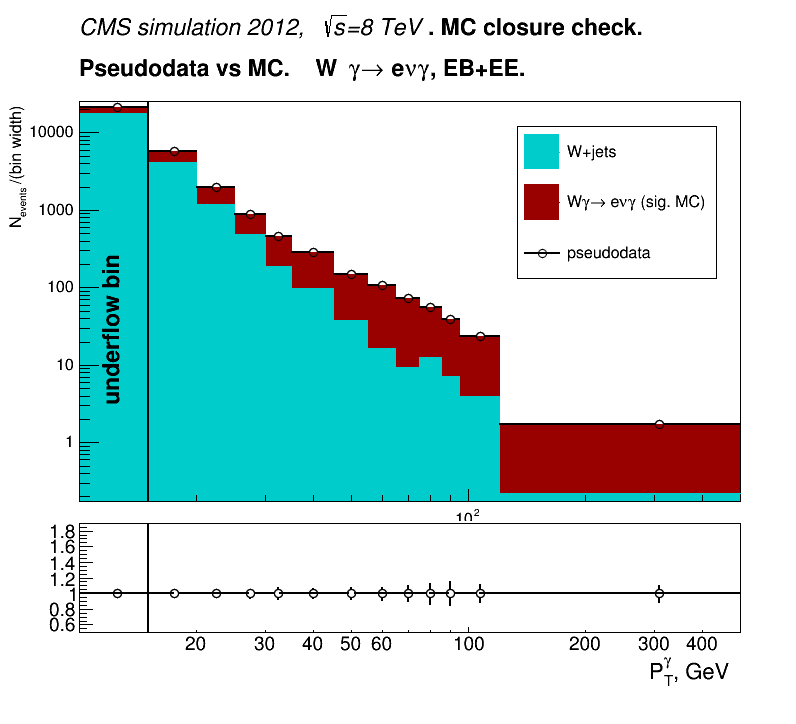 CMS simulation 2012, √s=8 TeV . MC closure check.
Pseudodata vs MC. W γ→ eνγ, EB+EE.
N_events /(bin width)
10000
1000
100
10
1
underflow bin
W+jets
Wγ→ eνγ (sig. MC)
pseudodata
10²
1.8
1.6
1.4
1.2
1
0.8
0.6
20 30 40 50 60 100 200 300 400
P_T^γ, GeV